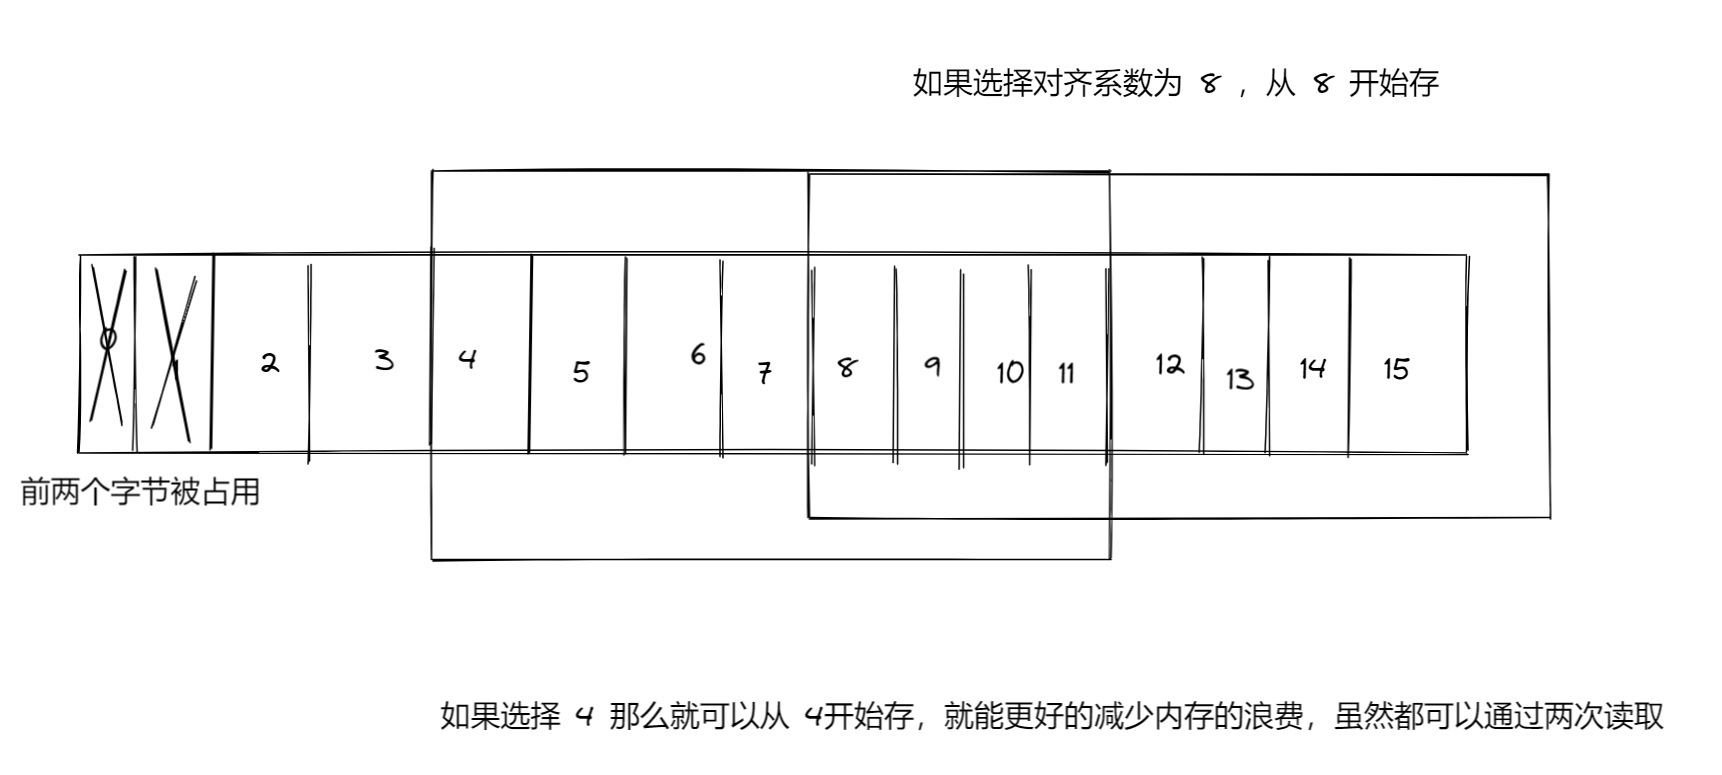 如果选择对齐系数为 8 ，从 8 开始存
0 1 2 3 4 5 6 7 8 9 10 11 12 13 14 15
前两个字节被占用
如果选择 4 那么就可以从 4开始存，就能更好的减少内存的浪费，虽然都可以通过两次读取